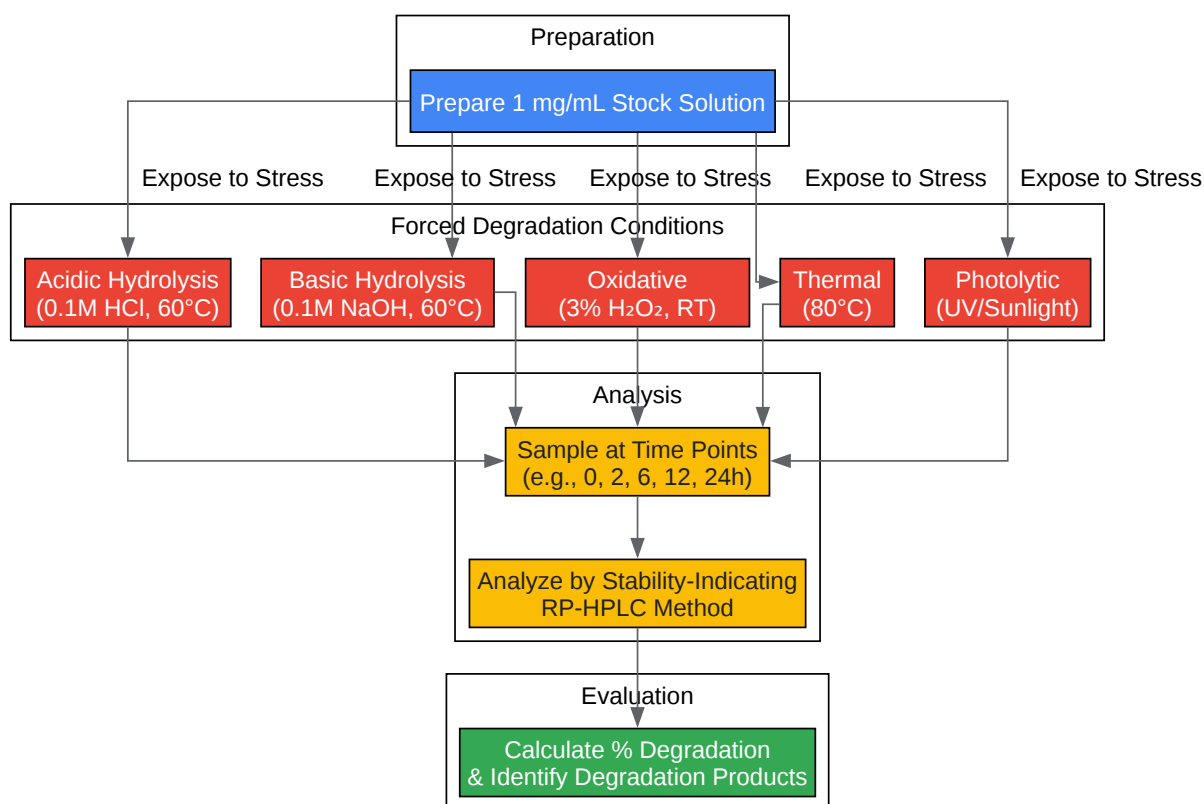 Preparation
Prepare 1 mg/mL Stock Solution
Expose to Stress
Expose to Stress
Expose to Stress
Expose to Stress
Expose to Stress
Forced Degradation Conditions
Acidic Hydrolysis
(0.1M HCl, 60°C)
Basic Hydrolysis
(0.1M NaOH, 60°C)
Oxidative
(3% H₂O₂, RT)
Thermal
(80°C)
Photolytic
(UV/Sunlight)
Analysis
Sample at Time Points
(e.g., 0, 2, 6, 12, 24h)
Analyze by Stability-Indicating
RP-HPLC Method
Evaluation
Calculate % Degradation
& Identify Degradation Products